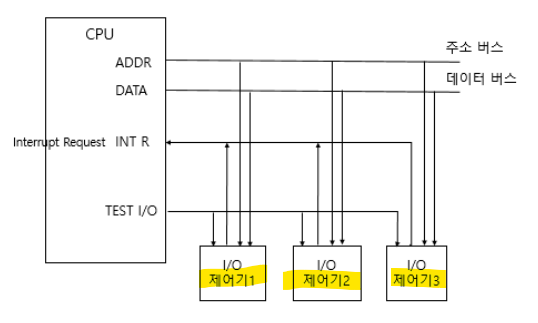 CPU
주소 버스
ADDR
데이터 버스
DATA
Interrupt Request INT R
TEST I/O
I/O
제어기1
I/O
제어기2
I/O
제어기3